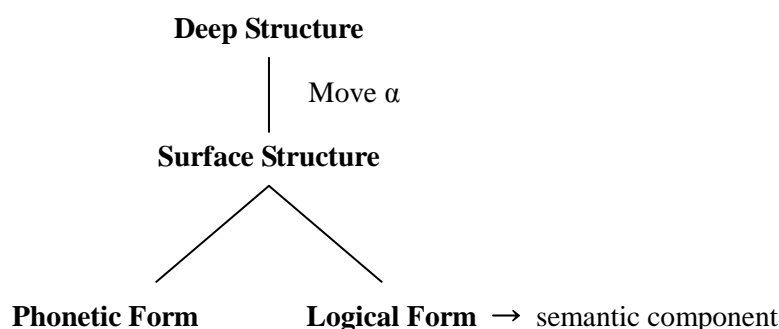 Deep Structure
Move α
Surface Structure
Phonetic Form Logical Form → semantic component